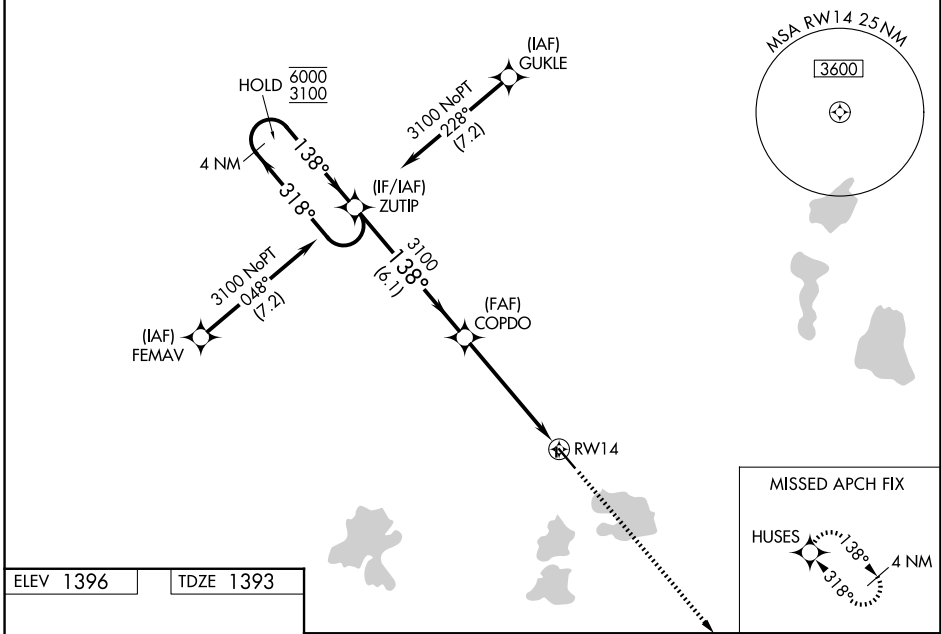 MSA RW14 25 NM
3600
(IAF)
GUKLE
3100 NoPT
228°
(7.2)
HOLD 6000
3100
4 NM
138°
318°
(IF/IAF)
ZUTIP
3100 NoPT
048°
(7.2)
(IAF)
FEMAV
3100
138°
(6.1)
(FAF)
COPDO
RW14
MISSED APCH FIX
HUSES
138°
318°
4 NM
ELEV 1396
TDZE 1393